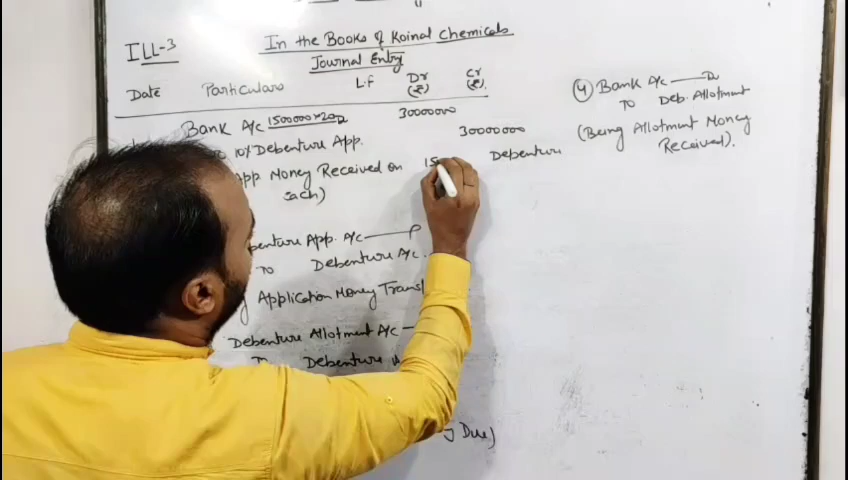 ILL-3
In the Books of Koinal Chemicals
Journal Entry
Date Particulars L.F Dr (₹) Cr (₹)
Bank A/c 1500000×20 30000000
10% Debenture App. 30000000
App Money Received on 15 Debenture
Each)
benture App. A/c
To Debenture A/c.
Application Money Trans
Debenture Allotment A/c
To Debenture
Due)
④ Bank A/c Dr
To Deb. Allotment
(Being Allotment Money
Received).